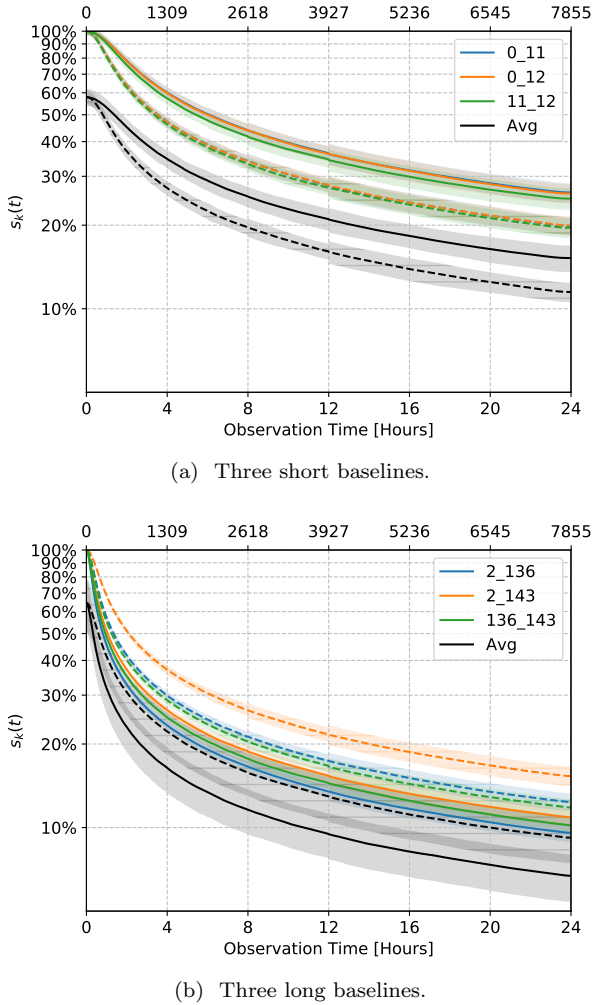 0 1309 2618 3927 5236 6545 7855
100%
90%
80%
70%
60%
50%
40%
30%
20%
10%
s_k(t)
0_11
0_12
11_12
Avg
0 4 8 12 16 20 24
Observation Time [Hours]
(a) Three short baselines.
0 1309 2618 3927 5236 6545 7855
100%
90%
80%
70%
60%
50%
40%
30%
20%
10%
s_k(t)
2_136
2_143
136_143
Avg
0 4 8 12 16 20 24
Observation Time [Hours]
(b) Three long baselines.